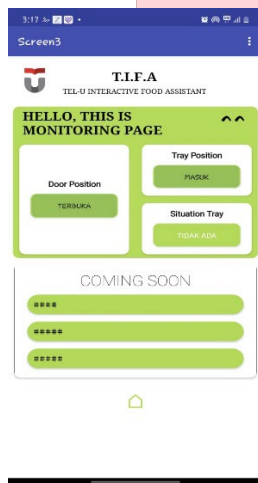 3:17
Screen3
T.I.F.A
TEL-U INTERACTIVE FOOD ASSISTANT
HELLO, THIS IS
MONITORING PAGE
Door Position
TERBUKA
Tray Position
MASUK
Situation Tray
TIDAK ADA
COMING SOON
####
#####
#####